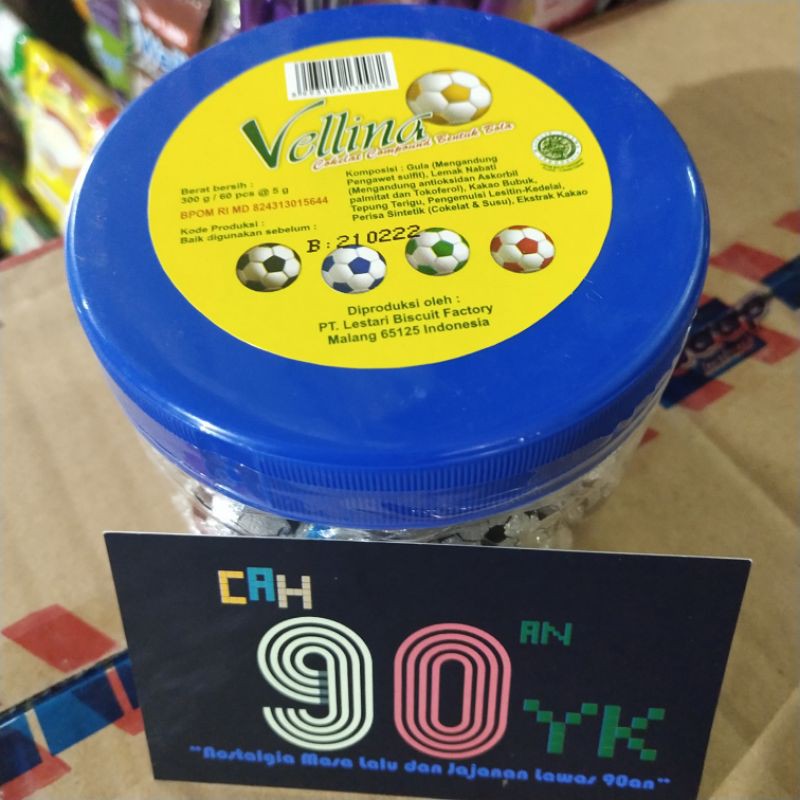 Vellina
Cokelat Compound Bentuk Bola
Berat bersih :
300 g / 60 pcs @ 5 g
BPOM RI MD 824313015644
Kode Produksi :
Baik digunakan sebelum :
B:210222
Komposisi : Gula (Mengandung
Pengawet sulfit), Lemak Nabati
(Mengandung antioksidan Askorbil
palmitat dan Tokoferol), Kakao Bubuk,
Tepung Terigu, Pengemulsi Lesitin-Kedelai,
Perisa Sintetik (Cokelat & Susu), Ekstrak Kakao
Diproduksi oleh :
PT. Lestari Biscuit Factory
Malang 65125 Indonesia
CAH
90
AN
YK
"Nostalgia Masa Lalu dan Jajanan Lawas 90an"